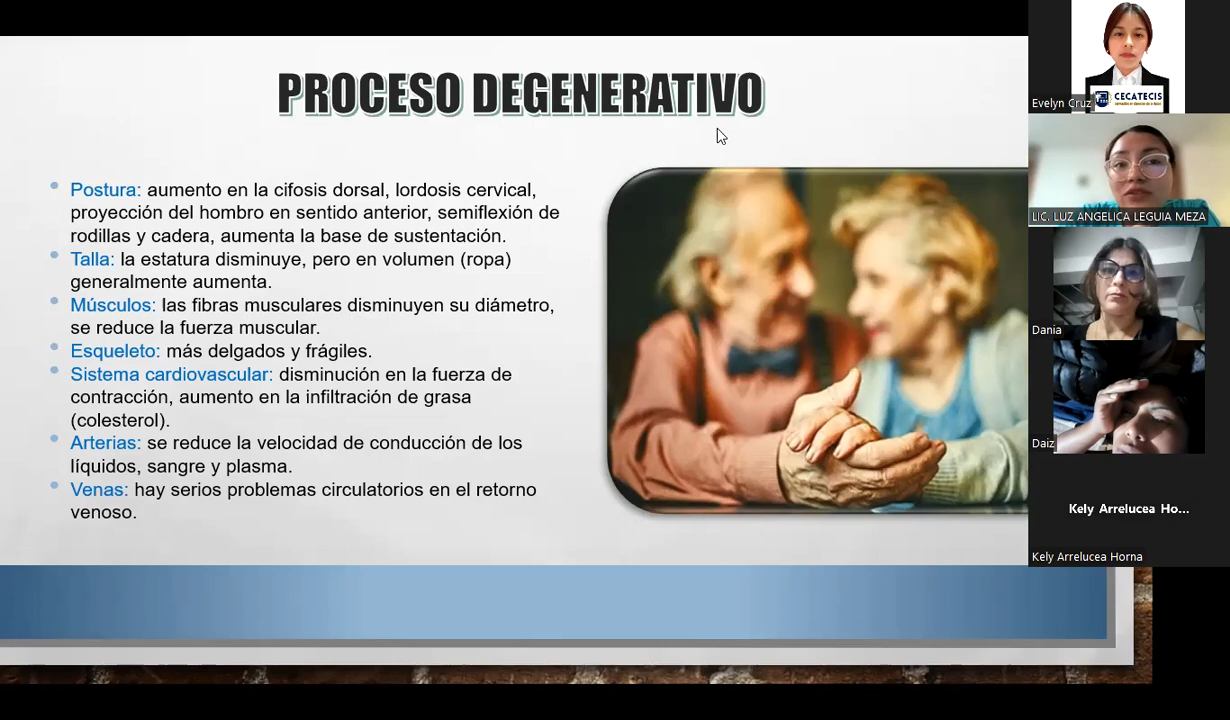 PROCESO DEGENERATIVO
Postura: aumento en la cifosis dorsal, lordosis cervical,
proyección del hombro en sentido anterior, semiflexión de
rodillas y cadera, aumenta la base de sustentación.
Talla: la estatura disminuye, pero en volumen (ropa)
generalmente aumenta.
Músculos: las fibras musculares disminuyen su diámetro,
se reduce la fuerza muscular.
Esqueleto: más delgados y frágiles.
Sistema cardiovascular: disminución en la fuerza de
contracción, aumento en la infiltración de grasa
(colesterol).
Arterias: se reduce la velocidad de conducción de los
líquidos, sangre y plasma.
Venas: hay serios problemas circulatorios en el retorno
venoso.
Evelyn Cruz
CECATECIS
LIC. LUZ ANGELICA LEGUIA MEZA
Dania
Daiz
Kely Arrelucea Ho...
Kely Arrelucea Horna